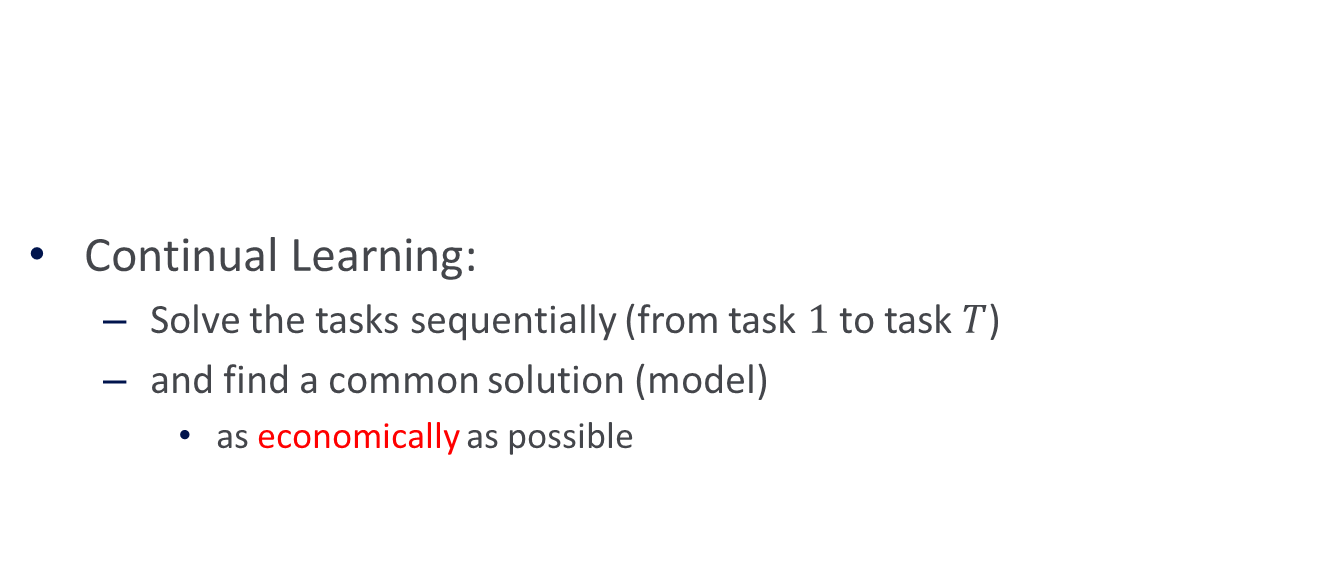 • Continual Learning:
– Solve the tasks sequentially (from task 1 to task T)
– and find a common solution (model)
• as economically as possible